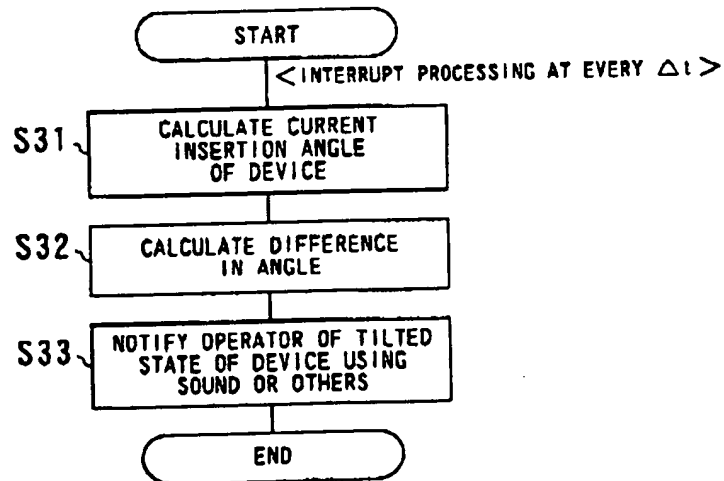 START
<INTERRUPT PROCESSING AT EVERY Δt>
S31
CALCULATE CURRENT
INSERTION ANGLE
OF DEVICE
S32
CALCULATE DIFFERENCE
IN ANGLE
S33
NOTIFY OPERATOR OF TILTED
STATE OF DEVICE USING
SOUND OR OTHERS
END